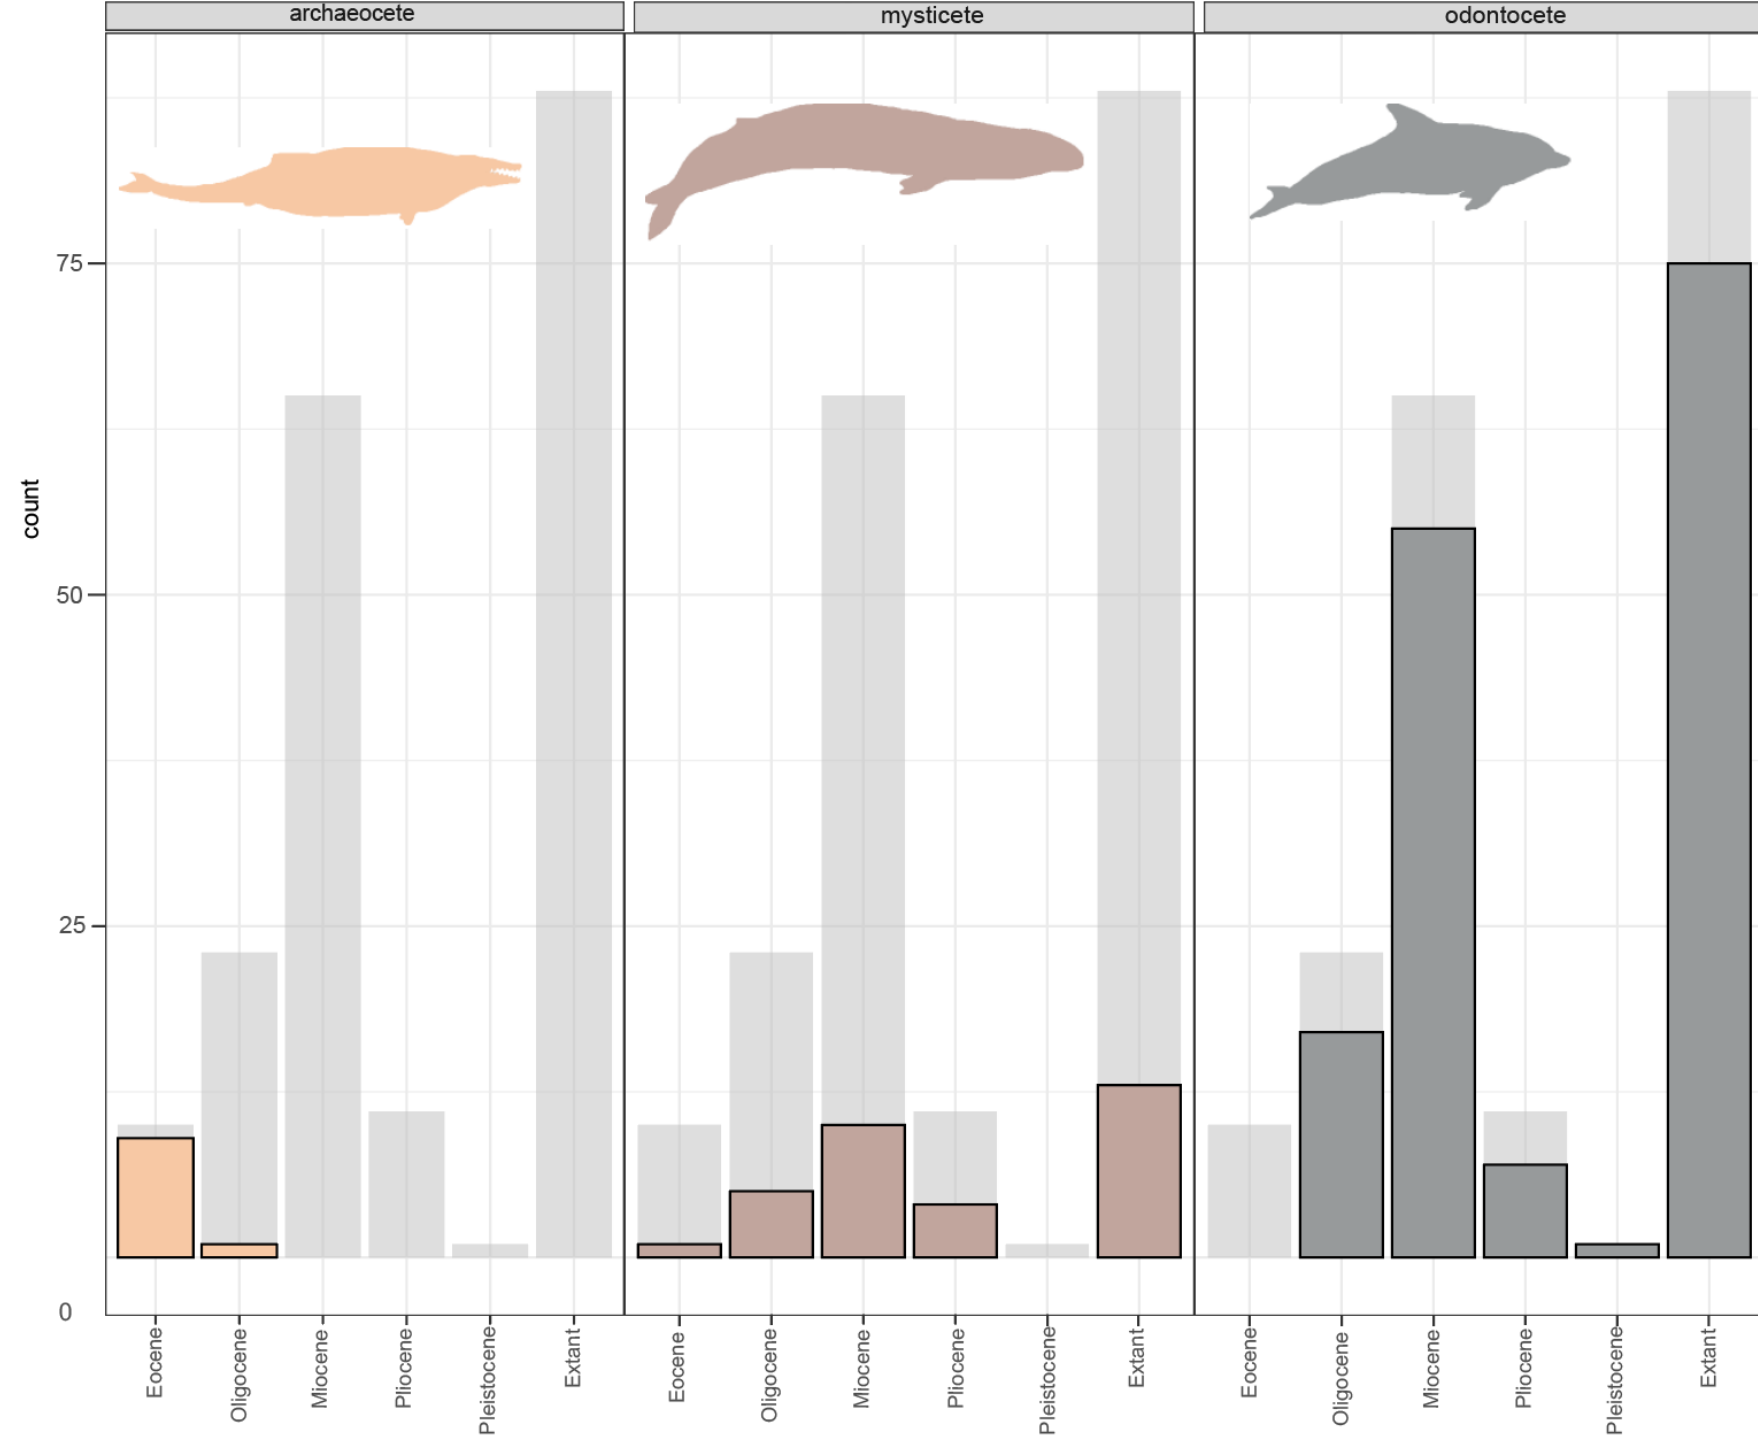 archaeocete
mysticete
odontocete
75
50
25
0
count
Eocene
Oligocene
Miocene
Pliocene
Pleistocene
Extant
Eocene
Oligocene
Miocene
Pliocene
Pleistocene
Extant
Eocene
Oligocene
Miocene
Pliocene
Pleistocene
Extant